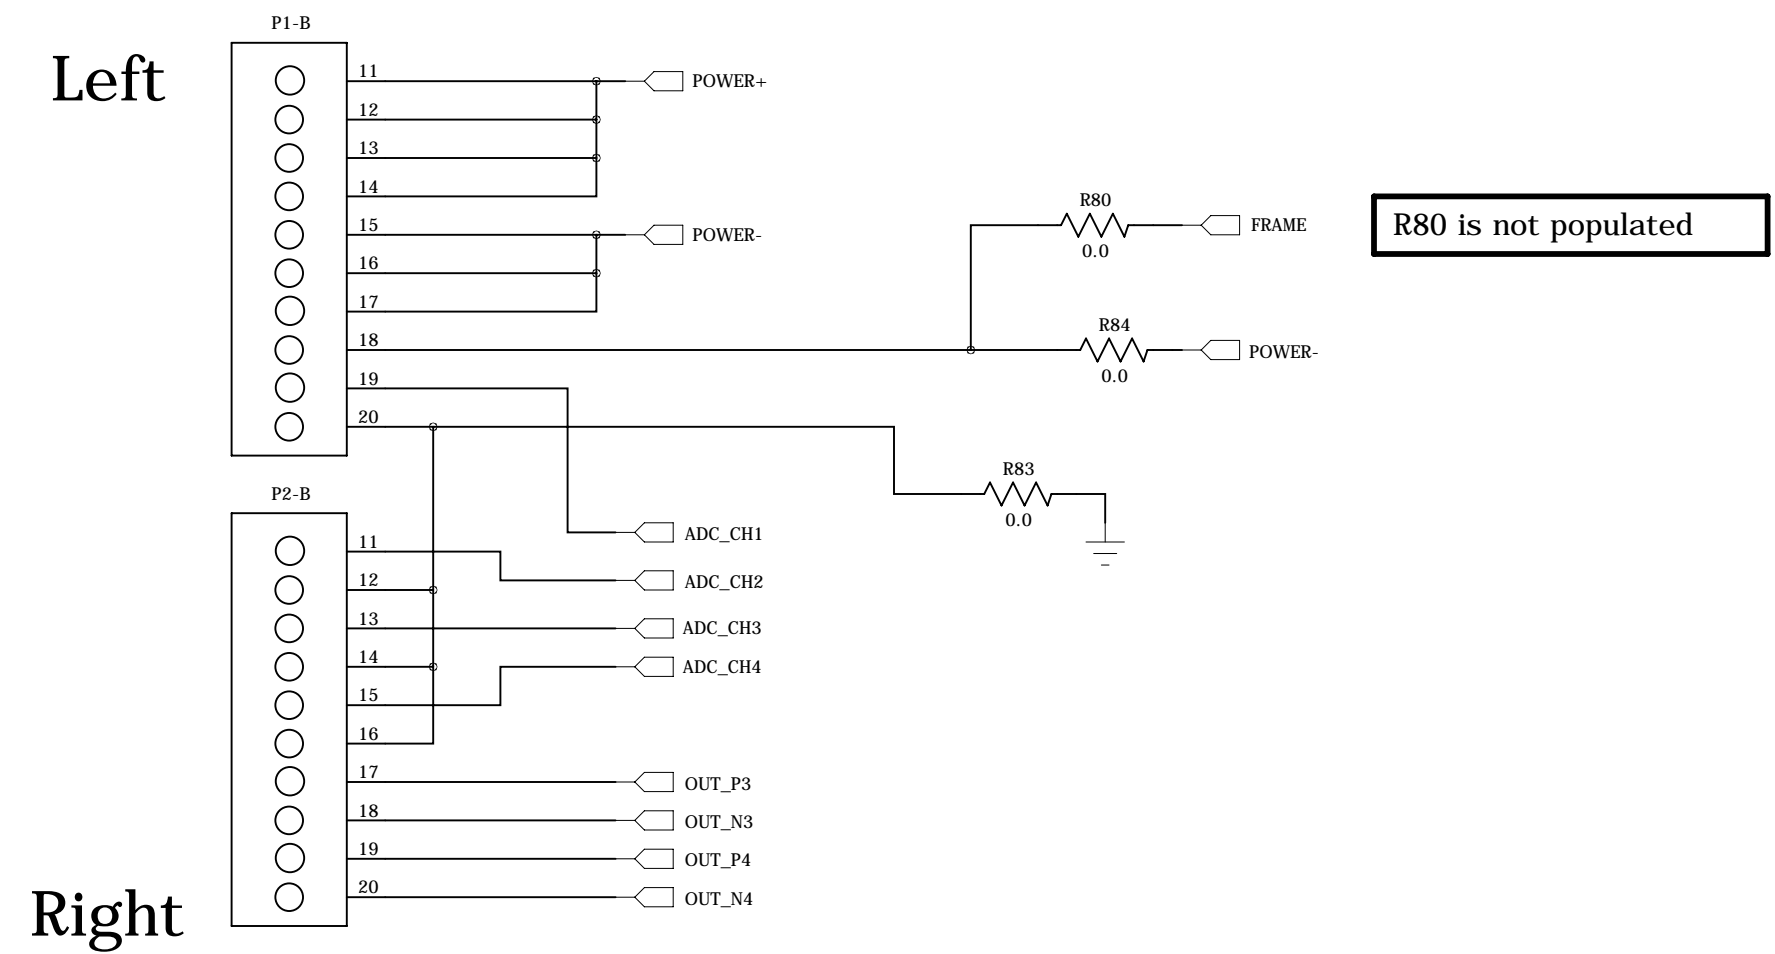 P1-B
Left
11
POWER+
12
13
14
R80
15
POWER-
FRAME
R80 is not populated
0.0
16
17
R84
18
POWER-
0.0
19
20
R83
P2-B
0.0
ADC_CH1
11
12
ADC_CH2
13
ADC_CH3
14
ADC_CH4
15
16
17
OUT_P3
18
OUT_N3
19
OUT_P4
20
OUT_N4
Right